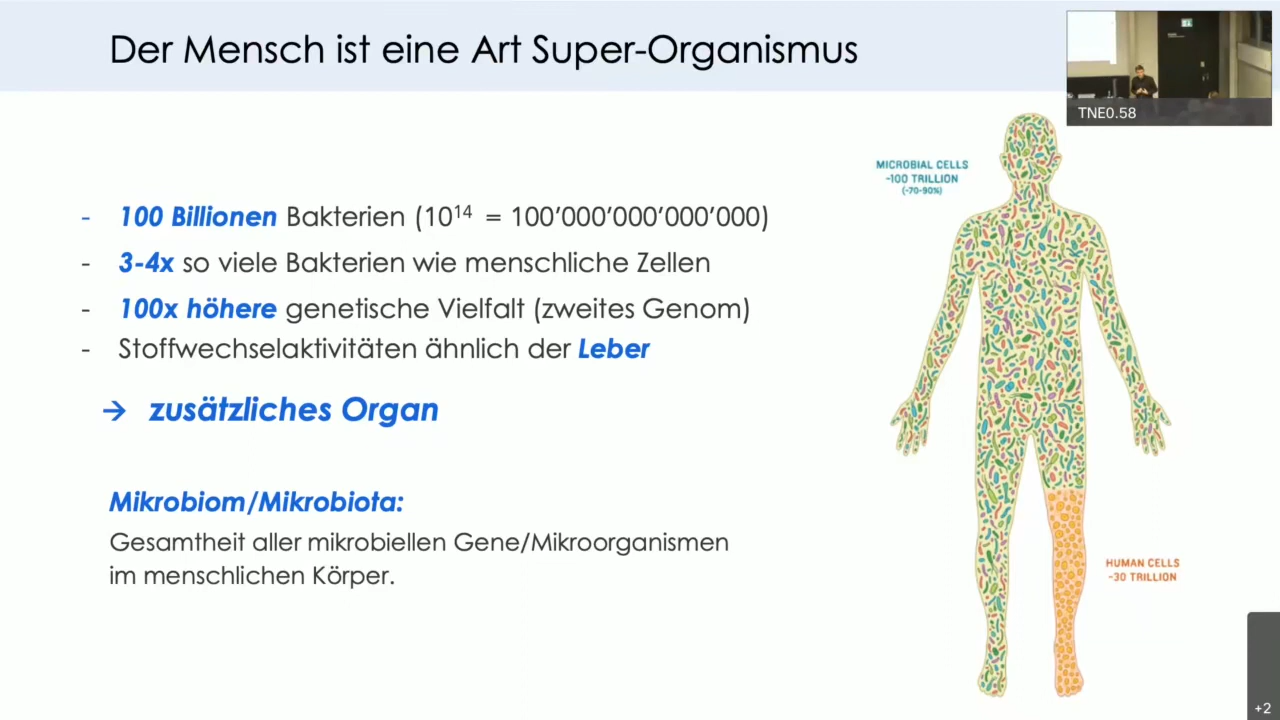 Der Mensch ist eine Art Super-Organismus
TNE0.58
MICROBIAL CELLS
~100 TRILLION
(~70-90%)
- 100 Billionen Bakterien (10¹⁴ = 100’000’000’000’000)
- 3-4x so viele Bakterien wie menschliche Zellen
- 100x höhere genetische Vielfalt (zweites Genom)
- Stoffwechselaktivitäten ähnlich der Leber
→ zusätzliches Organ
Mikrobiom/Mikrobiota:
Gesamtheit aller mikrobiellen Gene/Mikroorganismen
im menschlichen Körper.
HUMAN CELLS
~30 TRILLION
+2